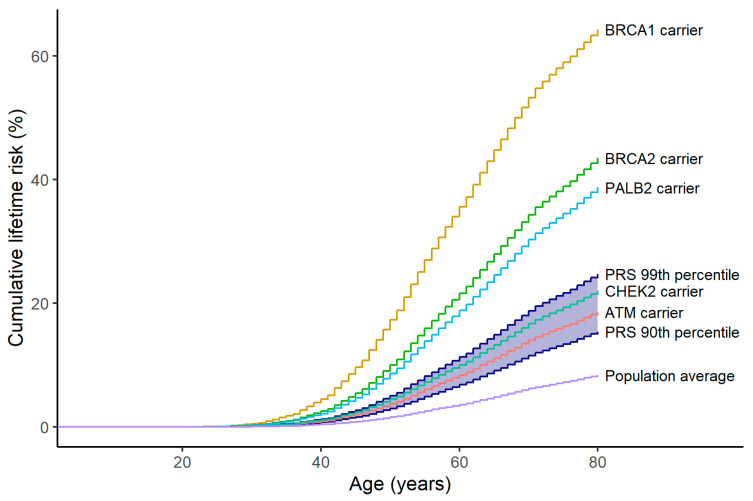 Cumulative lifetime risk (%)
60
40
20
0
BRCA1 carrier
BRCA2 carrier
PALB2 carrier
PRS 99th percentile
CHEK2 carrier
ATM carrier
PRS 90th percentile
Population average
20
40
60
80
Age (years)